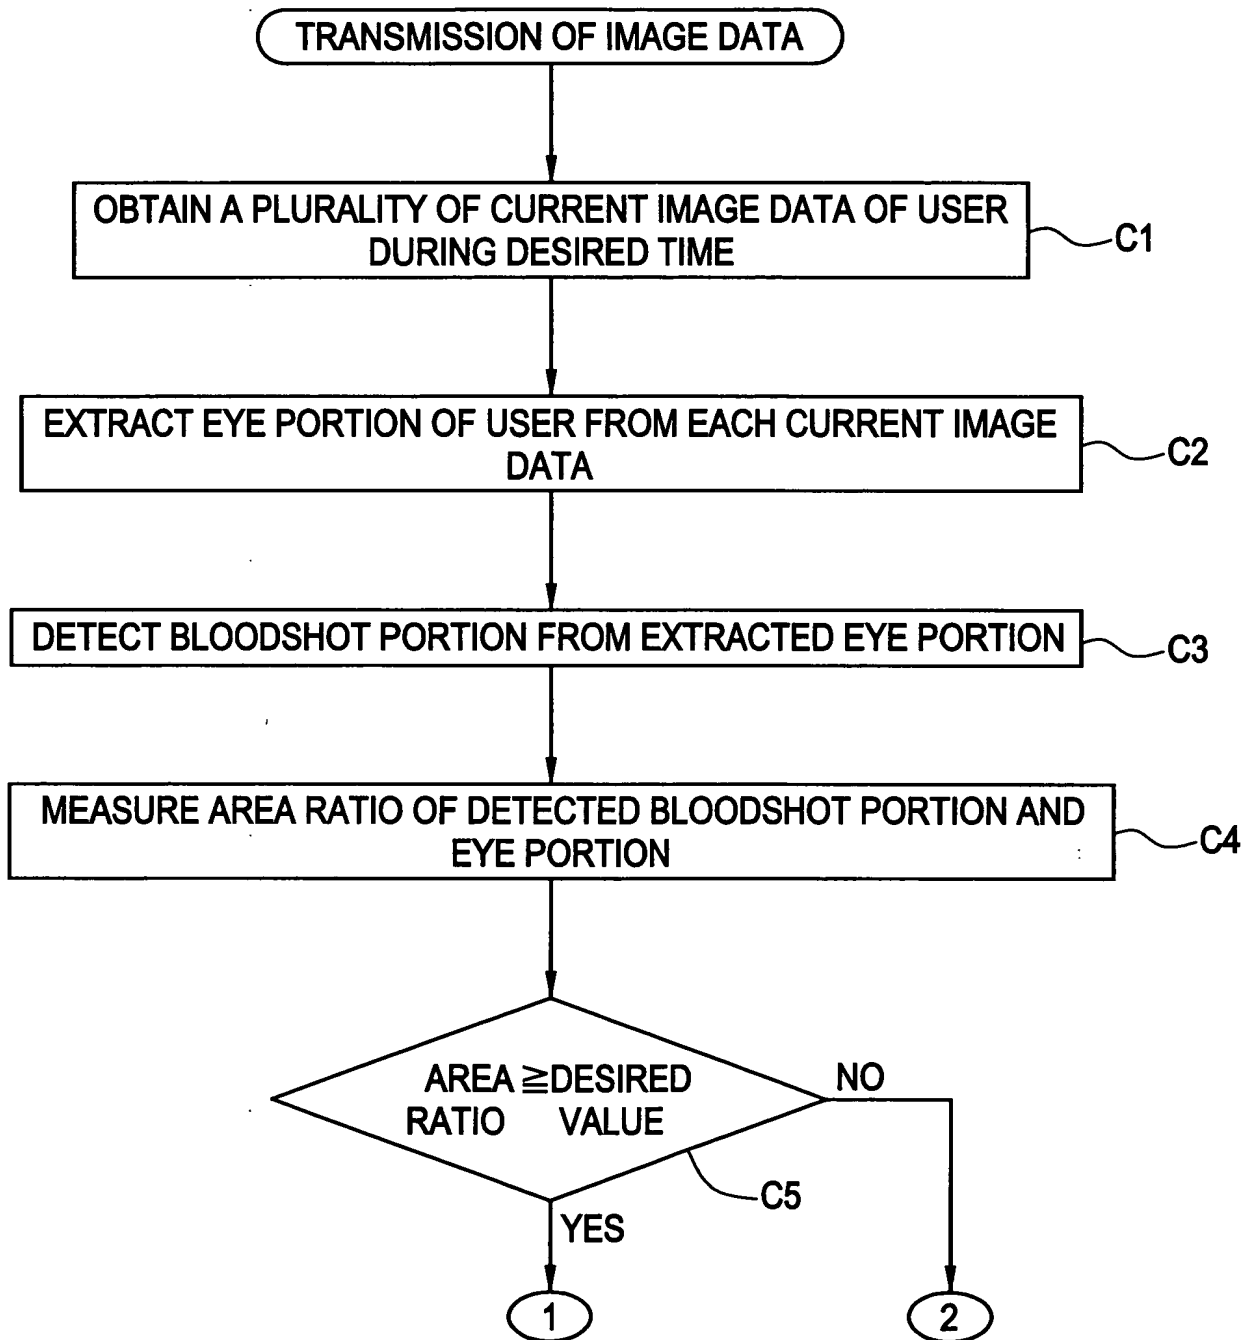 TRANSMISSION OF IMAGE DATA
OBTAIN A PLURALITY OF CURRENT IMAGE DATA OF USER
DURING DESIRED TIME
C1
EXTRACT EYE PORTION OF USER FROM EACH CURRENT IMAGE
DATA
C2
DETECT BLOODSHOT PORTION FROM EXTRACTED EYE PORTION
C3
MEASURE AREA RATIO OF DETECTED BLOODSHOT PORTION AND
EYE PORTION
C4
AREA ≧ DESIRED
RATIO VALUE
NO
C5
YES
1
2